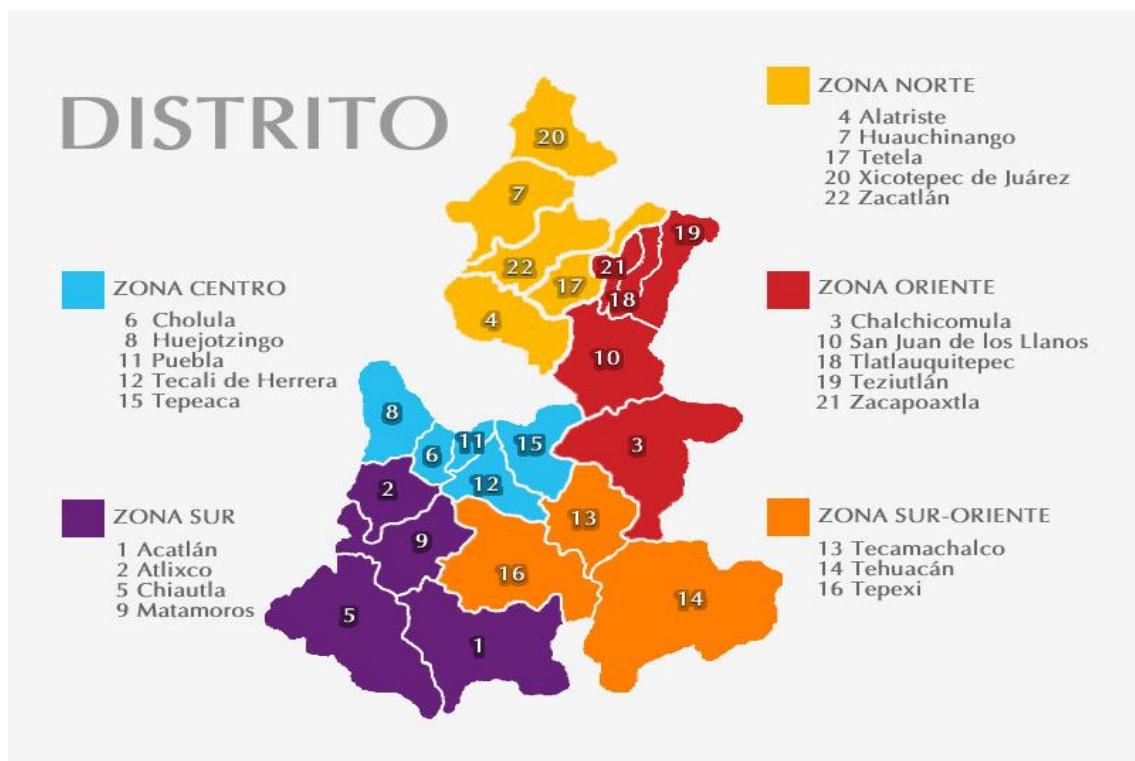 DISTRITO
ZONA NORTE
4 Alatriste
7 Huauchinango
17 Tetela
20 Xicotepec de Juárez
22 Zacatlán
ZONA CENTRO
6 Cholula
8 Huejotzingo
11 Puebla
12 Tecali de Herrera
15 Tepeaca
ZONA ORIENTE
3 Chalchicomula
10 San Juan de los Llanos
18 Tlatlauquitepec
19 Teziutlán
21 Zacapoaxtla
ZONA SUR
1 Acatlán
2 Atlixco
5 Chiautla
9 Matamoros
ZONA SUR-ORIENTE
13 Tecamachalco
14 Tehuacán
16 Tepexi
20
7
19
22
21
17
18
4
10
8
11
15
3
6
12
2
13
9
16
14
5
1